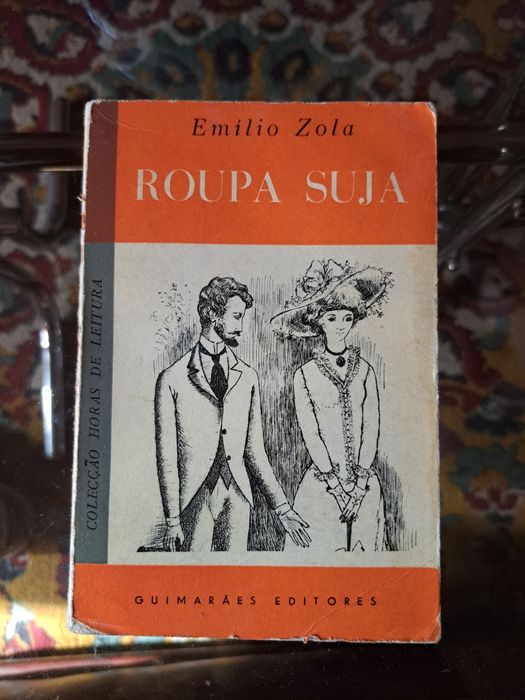 Emílio Zola
ROUPA SUJA
COLECÇÃO HORAS DE LEITURA
GUIMARÃES EDITORES